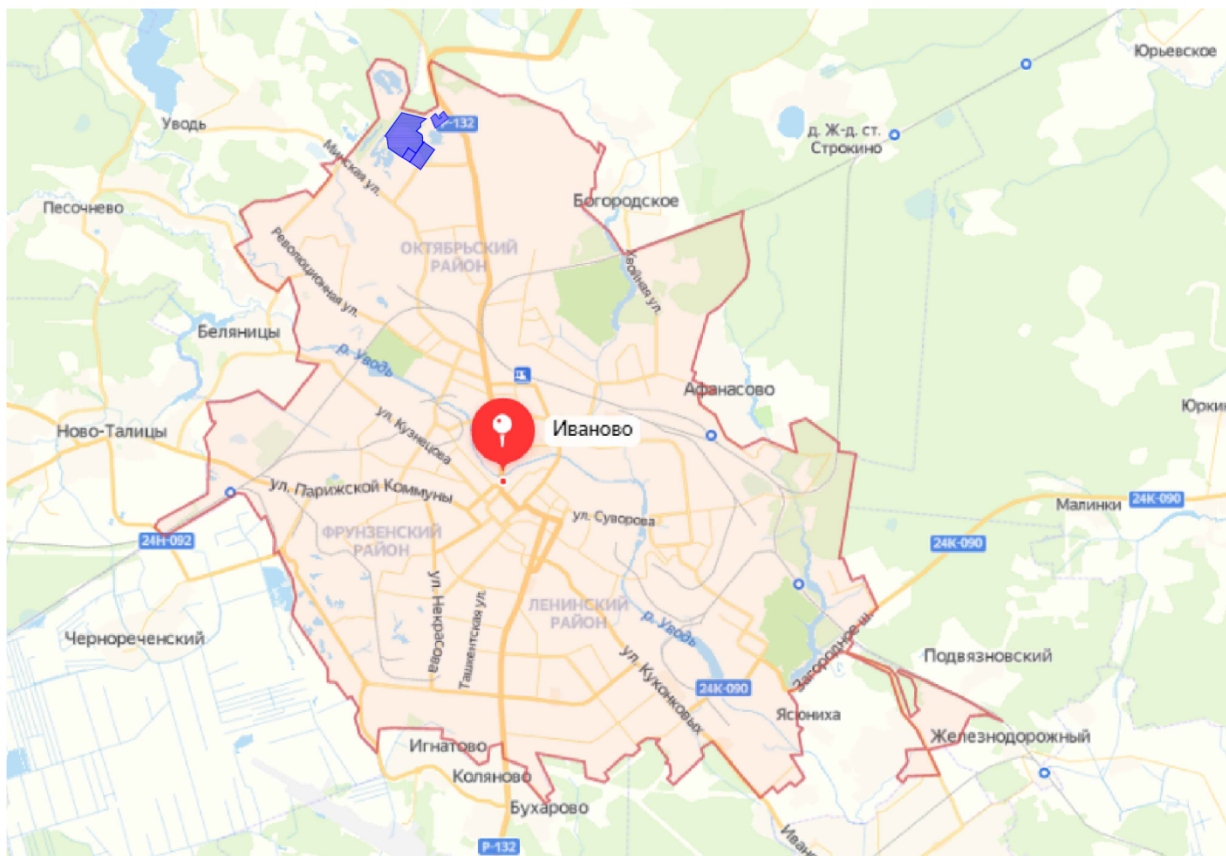 Юрьевское
Уводь
Р-132
д. Ж-д. ст.
Строкино
Минская ул.
Песочнево
Богородское
ОКТЯБРЬСКИЙ
РАЙОН
Революционная ул.
Хвойная ул.
Беляницы
р. Уводь
Афанасово
ул. Кузнецова
Иваново
Ново-Талицы
ул. Парижской Коммуны
ул. Суворова
Малинки
24К-090
ФРУНЗЕНСКИЙ
РАЙОН
24Н-092
24К-090
ул. Некрасова
Ташкентская ул.
ЛЕНИНСКИЙ
РАЙОН
р. Уводь
Чернореченский
Загородное ш.
Подвязновский
ул. Куконковых
24К-090
Ясюниха
Железнодорожный
Игнатово
Коляново
Бухарово
Р-132